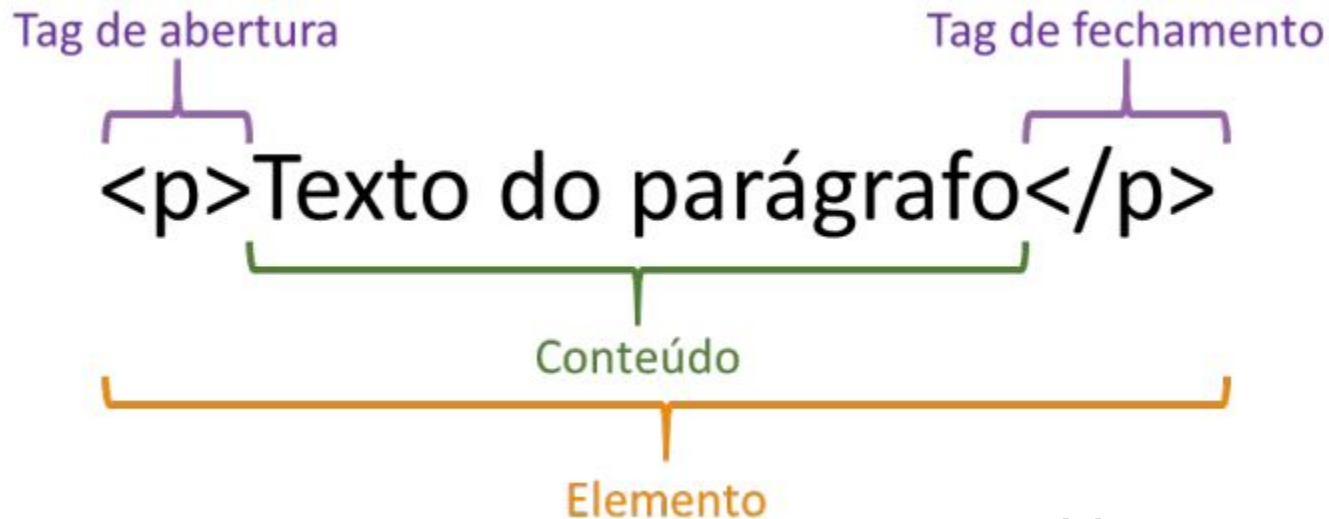 Tag de abertura Tag de fechamento
<p>Texto do parágrafo</p>
Conteúdo
Elemento